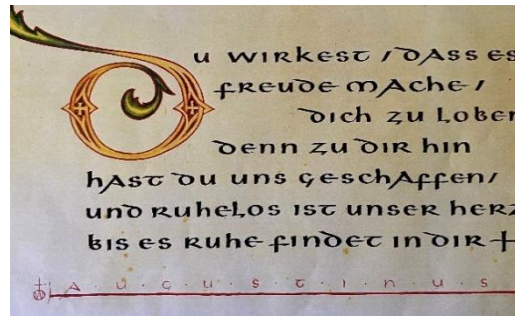 Du wirkest / dass es
freude mache /
dich zu loben
denn zu dir hin
hast du uns geschaffen /
und ruhelos ist unser herz
bis es ruhe findet in dir +
A·u·g·u·s·t·i·n·u·s